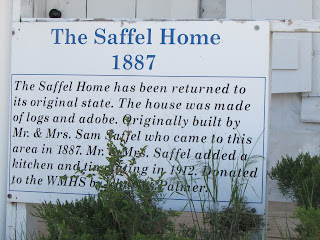 The Saffel Home
1887
The Saffel Home has been returned to
its original state. The house was made
of logs and adobe. Originally built by
Mr. & Mrs. Sam Saffel who came to this
area in 1887. Mr. & Mrs. Saffel added a
kitchen and in 1912. Donated
to the WMHS Palmer.